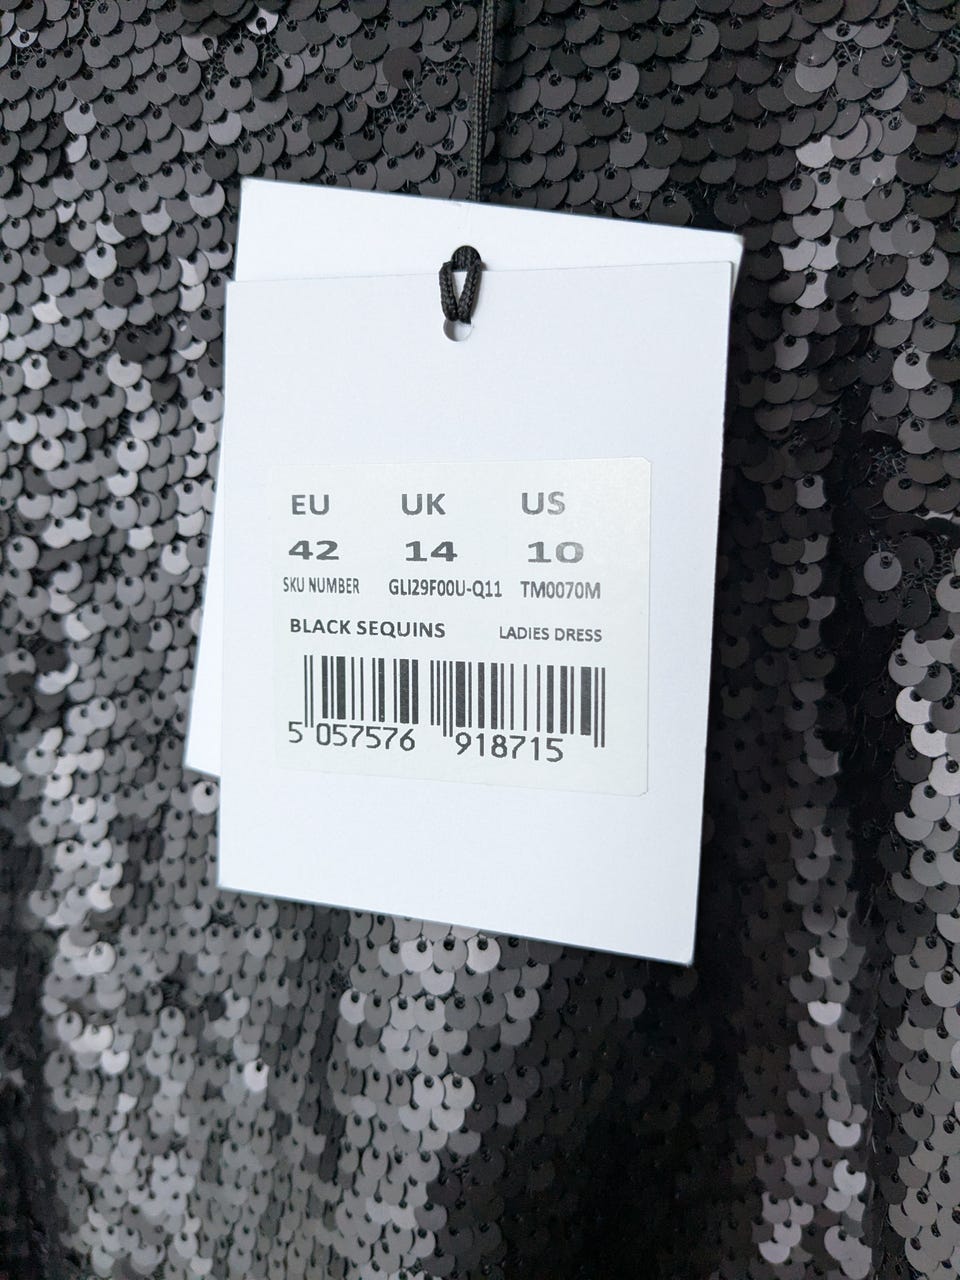 EU UK US
42 14 10
SKU NUMBER GLI29F00U-Q11 TM0070M
BLACK SEQUINS LADIES DRESS
5 057576 918715